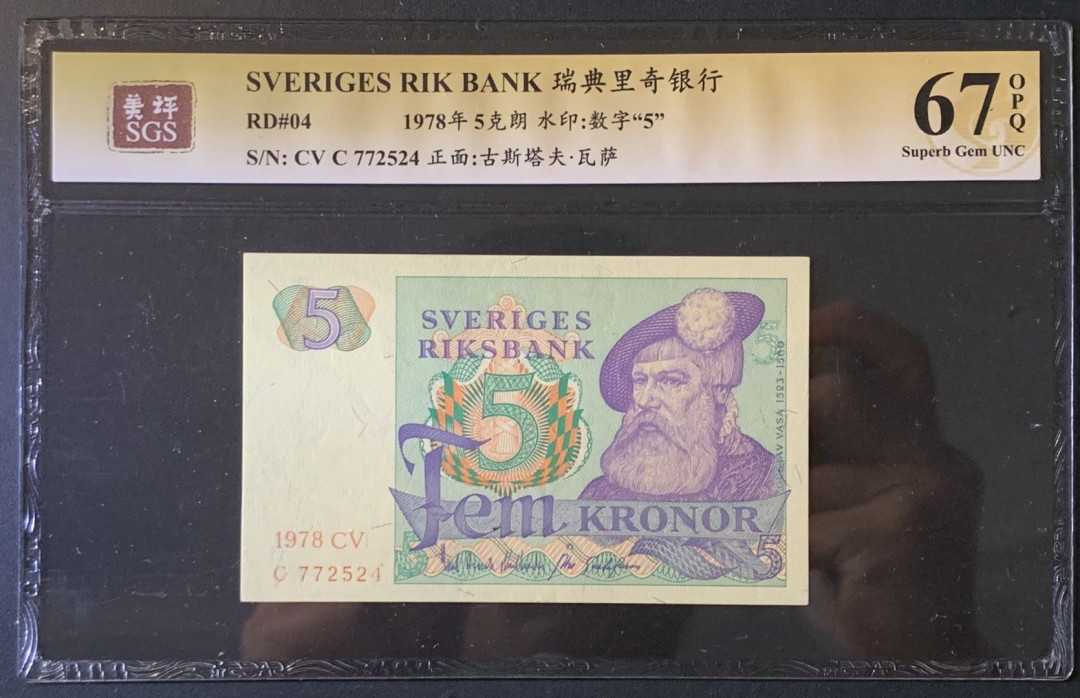 SVERIGES RIK BANK 瑞典里奇银行
美评
SGS
RD#04 1978年 5克朗 水印:数字“5”
S/N: CV C 772524 正面:古斯塔夫·瓦萨
67
OPQ
Superb Gem UNC
5
SVERIGES
RIKSBANK
5
5
VASA 1523-1560
Fem KRONOR
1978 CV
C 772524
5
5